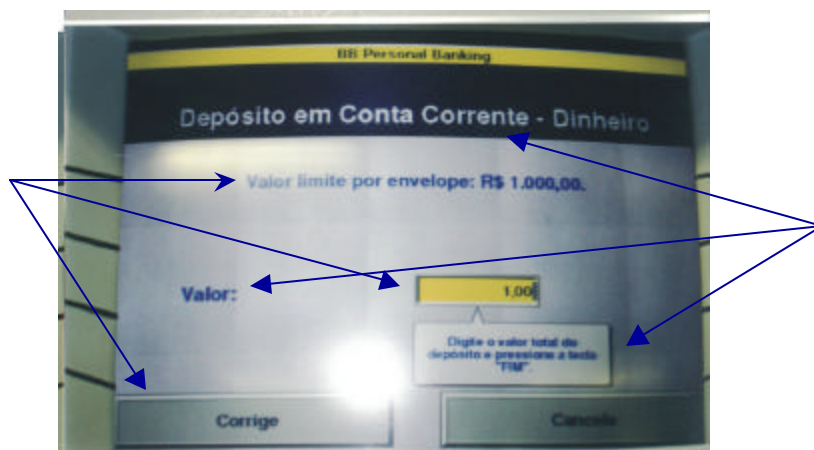 BB Personal Banking
Depósito em Conta Corrente - Dinheiro
Valor limite por envelope: R$ 1.000,00.
Valor:
1,00
Digite o valor total do
depósito e pressione a tecla
"FIM".
Corrige
Cancela